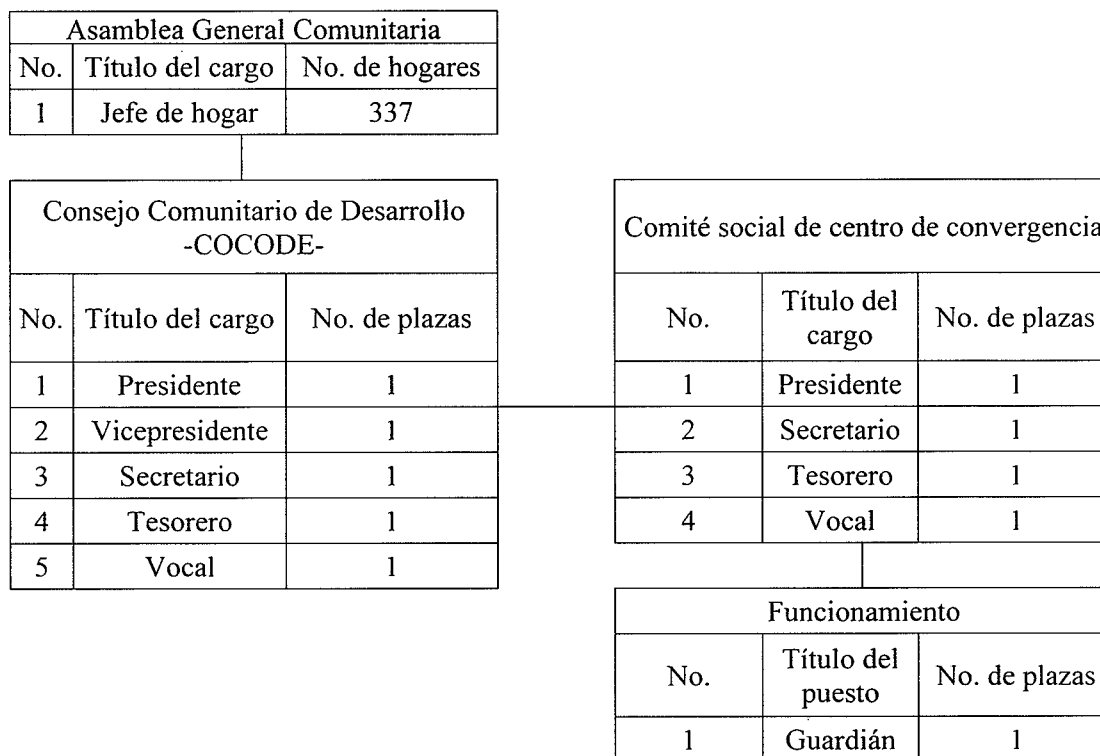 Asamblea General Comunitaria
No. Título del cargo No. de hogares
1 Jefe de hogar 337
Consejo Comunitario de Desarrollo
-COCODE-
No. Título del cargo No. de plazas
1 Presidente 1
2 Vicepresidente 1
3 Secretario 1
4 Tesorero 1
5 Vocal 1
Comité social de centro de convergencia
No. Título del
cargo No. de plazas
1 Presidente 1
2 Secretario 1
3 Tesorero 1
4 Vocal 1
Funcionamiento
No. Título del
puesto No. de plazas
1 Guardián 1